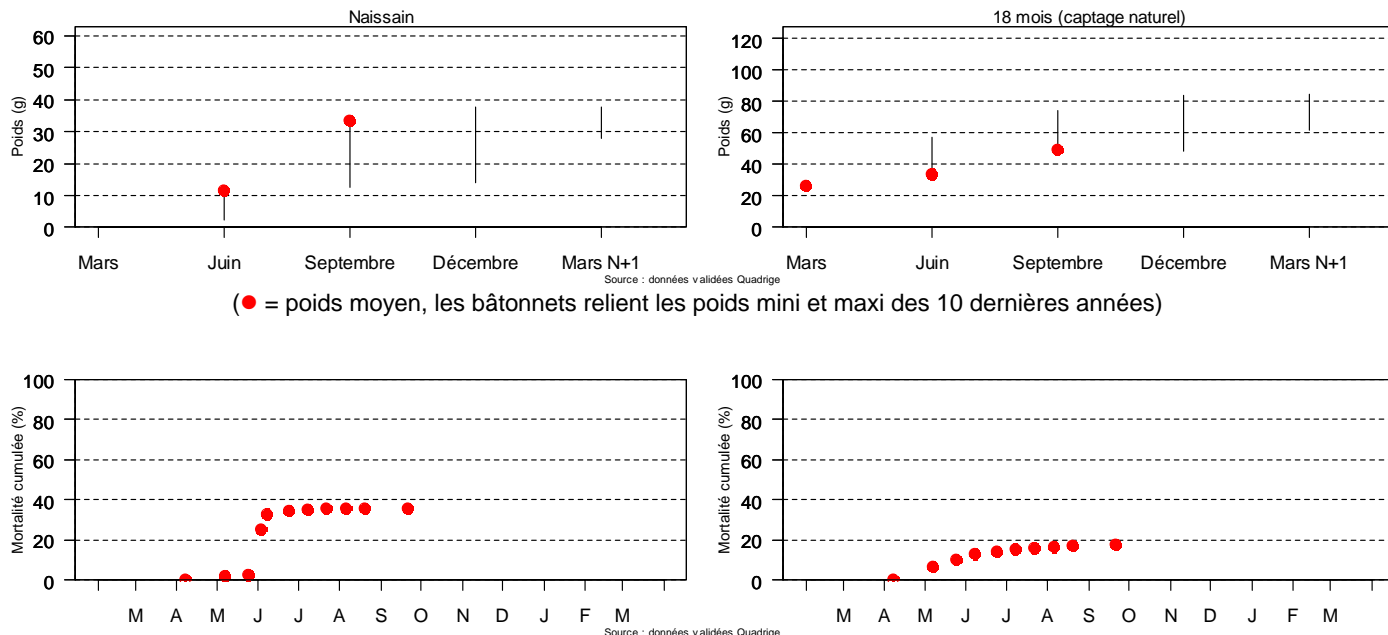 Naissain
60
50
40
30
20
10
0
Poids (g)
Mars Juin Septembre Décembre Mars N+1
18 mois (captage naturel)
120
100
80
60
40
20
0
Poids (g)
Mars Juin Septembre Décembre Mars N+1
Source : données validées Quadrige
(● = poids moyen, les bâtonnets relient les poids mini et maxi des 10 dernières années)
100
80
60
40
20
0
Mortalité cumulée (%)
M A M J J A S O N D J F M
100
80
60
40
20
0
Mortalité cumulée (%)
M A M J J A S O N D J F M
Source : données validées Quadrige